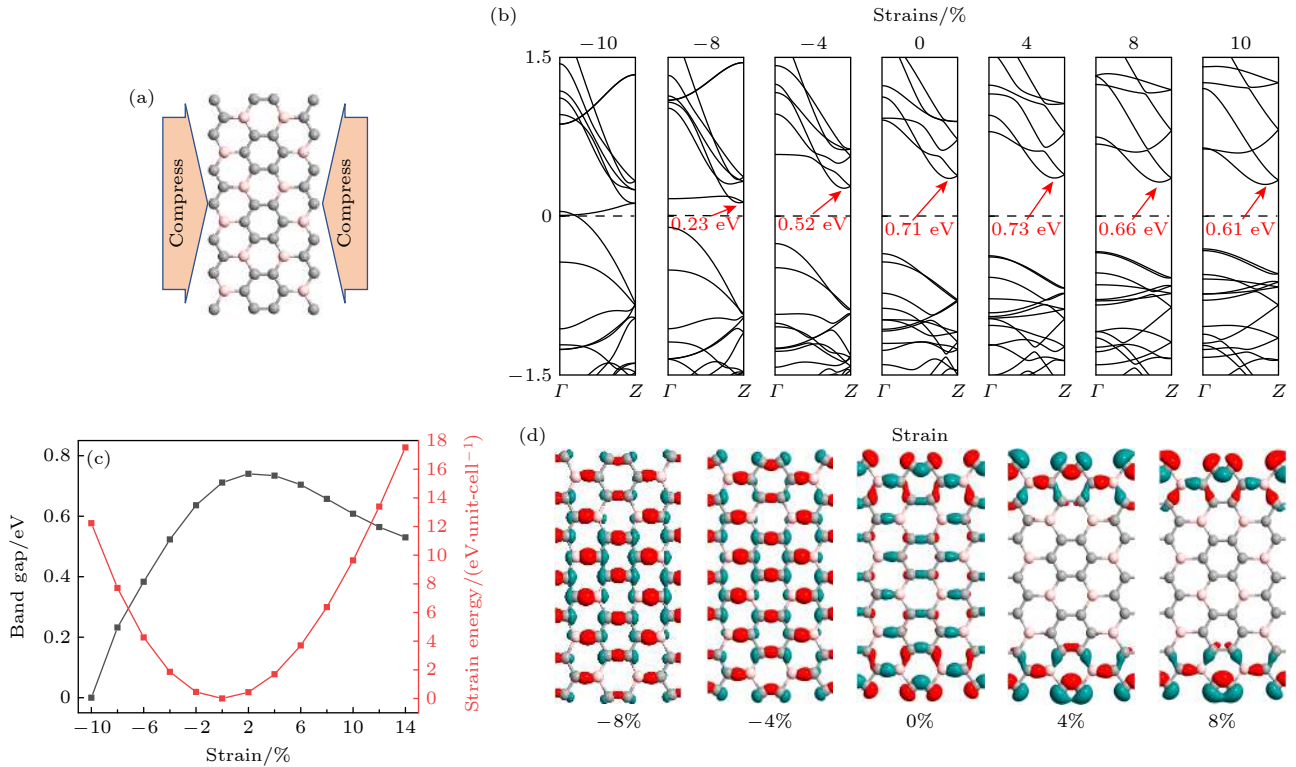 (a)
Compress
Compress
(b)
Strains/%
−10
−8
−4
0
4
8
10
1.5
0
−1.5
0.23 eV
0.52 eV
0.71 eV
0.73 eV
0.66 eV
0.61 eV
Γ Z
Γ Z
Γ Z
Γ Z
Γ Z
Γ Z
Γ Z
(c)
Band gap/eV
0.8
0.6
0.4
0.2
0
Strain energy/(eV·unit-cell⁻¹)
18
16
14
12
10
8
6
4
2
0
−10 −6 −2 2 6 10 14
Strain/%
(d)
Strain
−8%
−4%
0%
4%
8%